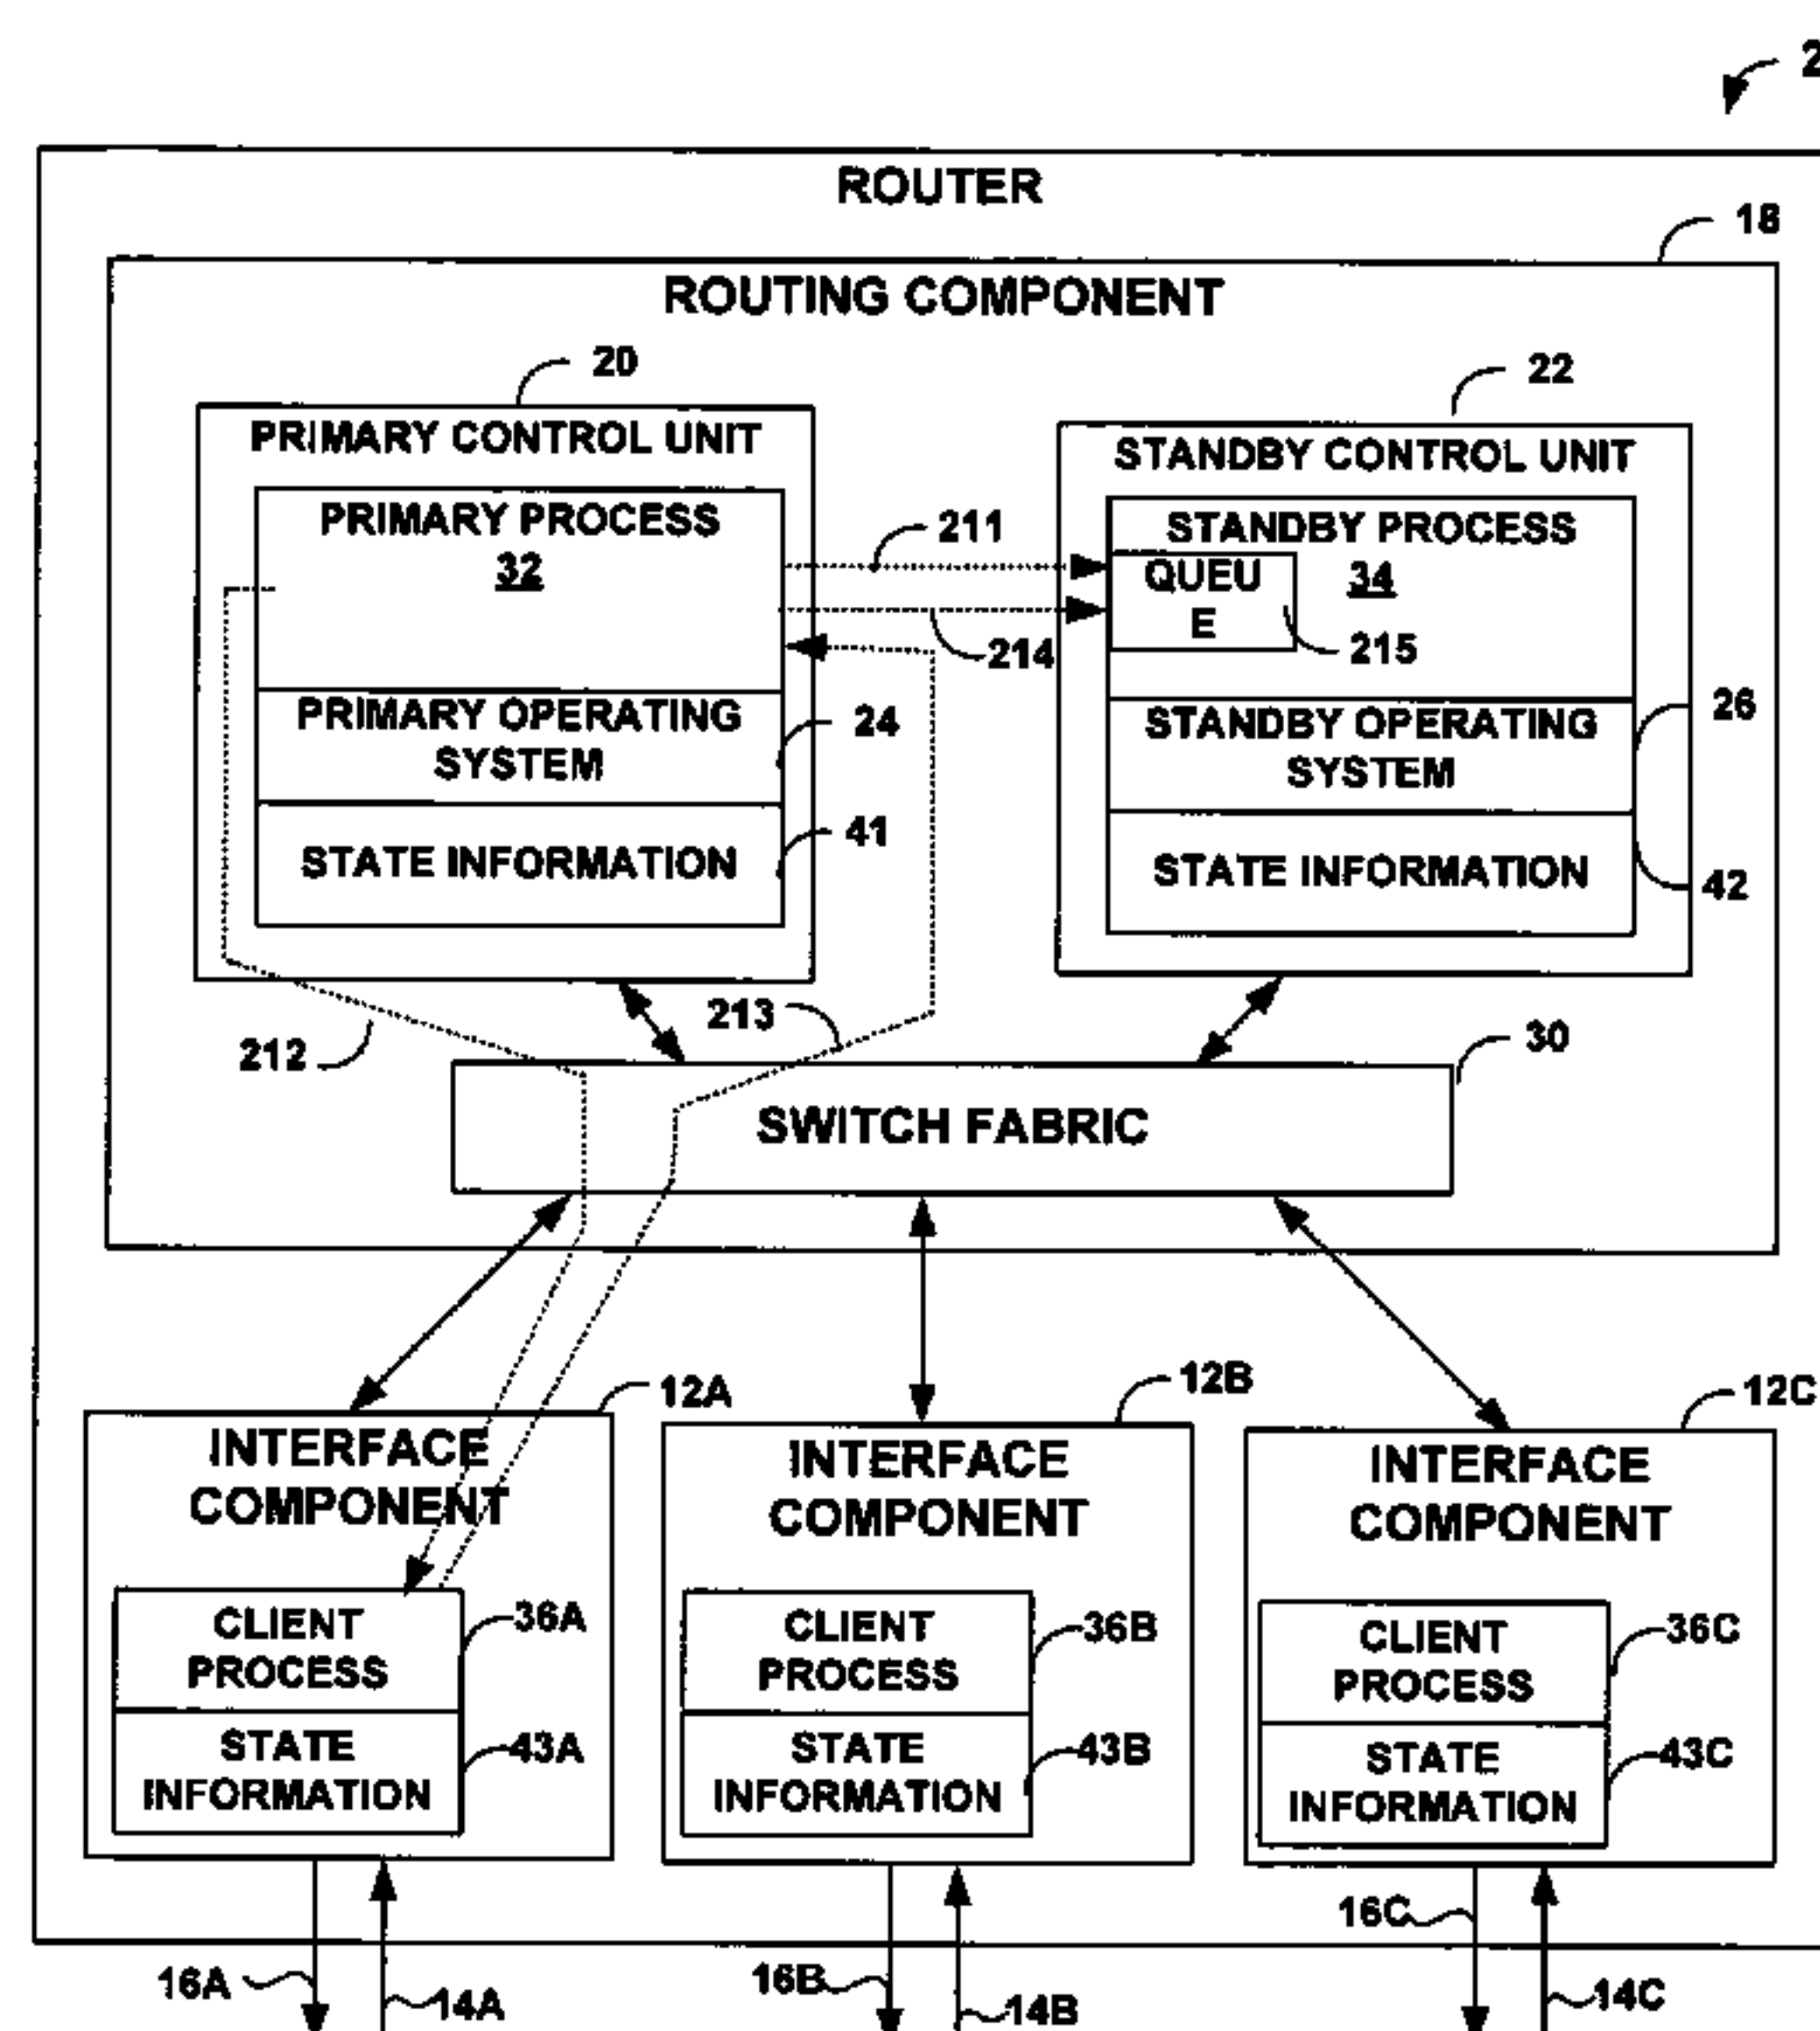 2
ROUTER
18
ROUTING COMPONENT
20
22
PRIMARY CONTROL UNIT
STANDBY CONTROL UNIT
PRIMARY PROCESS
32
211
STANDBY PROCESS
34
QUEU
E
214
215
PRIMARY OPERATING
SYSTEM
24
STANDBY OPERATING
SYSTEM
26
STATE INFORMATION
41
STATE INFORMATION
42
212
213
30
SWITCH FABRIC
12A
12B
12C
INTERFACE
COMPONENT
INTERFACE
COMPONENT
INTERFACE
COMPONENT
CLIENT
PROCESS
36A
CLIENT
PROCESS
36B
CLIENT
PROCESS
36C
STATE
INFORMATION
43A
STATE
INFORMATION
43B
STATE
INFORMATION
43C
16A
14A
16B
14B
16C
14C